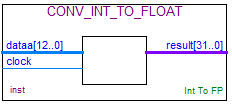 CONV_INT_TO_FLOAT
dataa[12..0] result[31..0]
clock
inst Int To FP